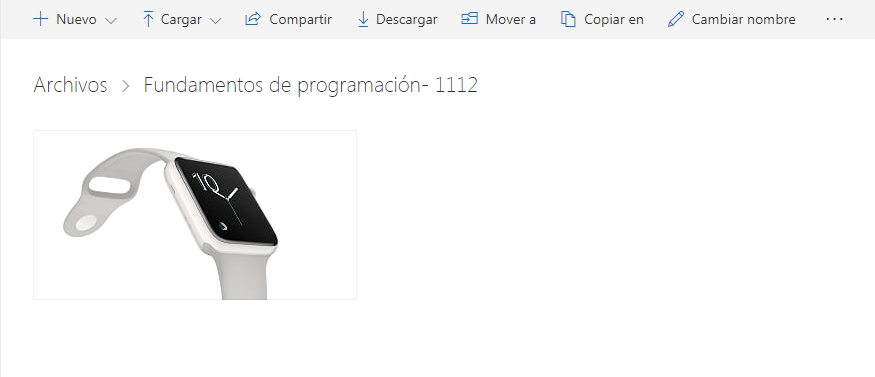 Nuevo Cargar Compartir Descargar Mover a Copiar en Cambiar nombre ...
Archivos > Fundamentos de programación- 1112
10